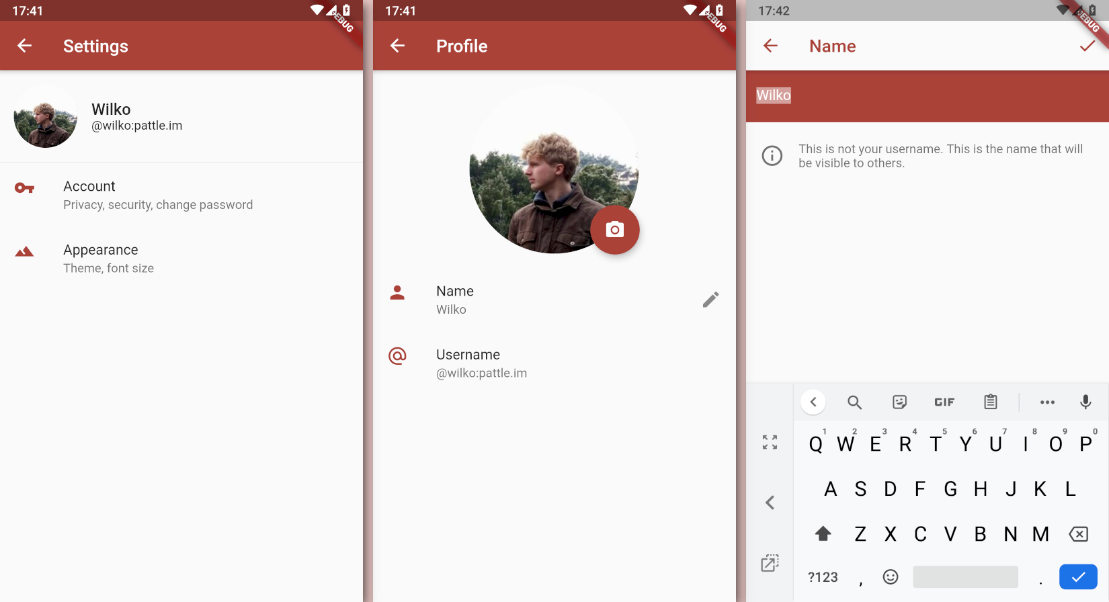 17:41
DEBUG
Settings
Wilko
@wilko:pattle.im
Account
Privacy, security, change password
Appearance
Theme, font size
17:41
DEBUG
Profile
Name
Wilko
Username
@wilko:pattle.im
17:42
DEBUG
Name
Wilko
This is not your username. This is the name that will
be visible to others.
GIF
1 2 3 4 5 6 7 8 9 0
Q W E R T Y U I O P
A S D F G H J K L
Z X C V B N M
?123 , .